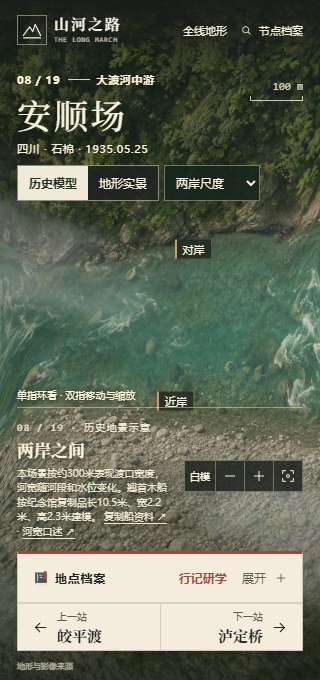 山河之路
THE LONG MARCH
全线地形
节点档案
08 / 19 — 大渡河中游
100 m
安顺场
四川 · 石棉 · 1935.05.25
历史模型
地形实景
两岸尺度
对岸
单指环看 · 双指移动与缩放
近岸
08 / 19 · 历史地景示意
两岸之间
本场景按约300米表现渡口宽度，
河宽随河段和水位变化。翘首木船
按纪念馆复制品长10.5米、宽2.2
米、高2.3米建模。 复制船资料 ↗
· 河宽口述 ↗
白模
地点档案
行记研学
展开 +
上一站
← 皎平渡
下一站
泸定桥 →
地形与影像来源